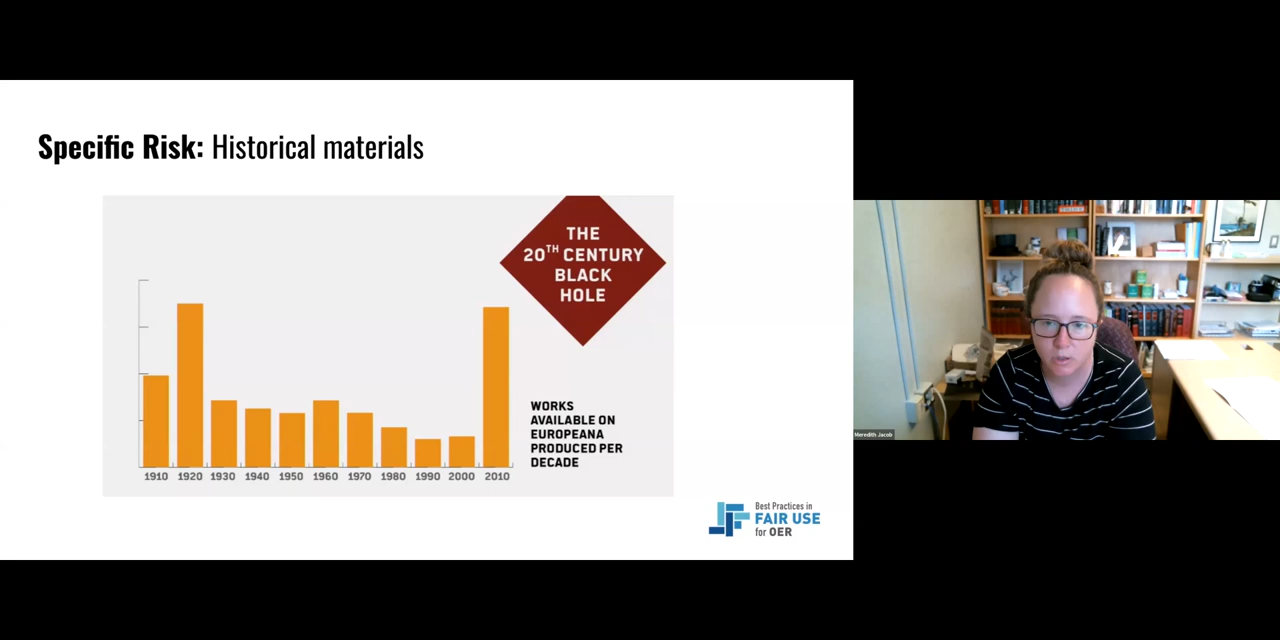 Specific Risk: Historical materials
THE
20TH CENTURY
BLACK
HOLE
WORKS
AVAILABLE ON
EUROPEANA
PRODUCED PER
DECADE
1910 1920 1930 1940 1950 1960 1970 1980 1990 2000 2010
Best Practices in
FAIR USE
for OER
Meredith Jacob